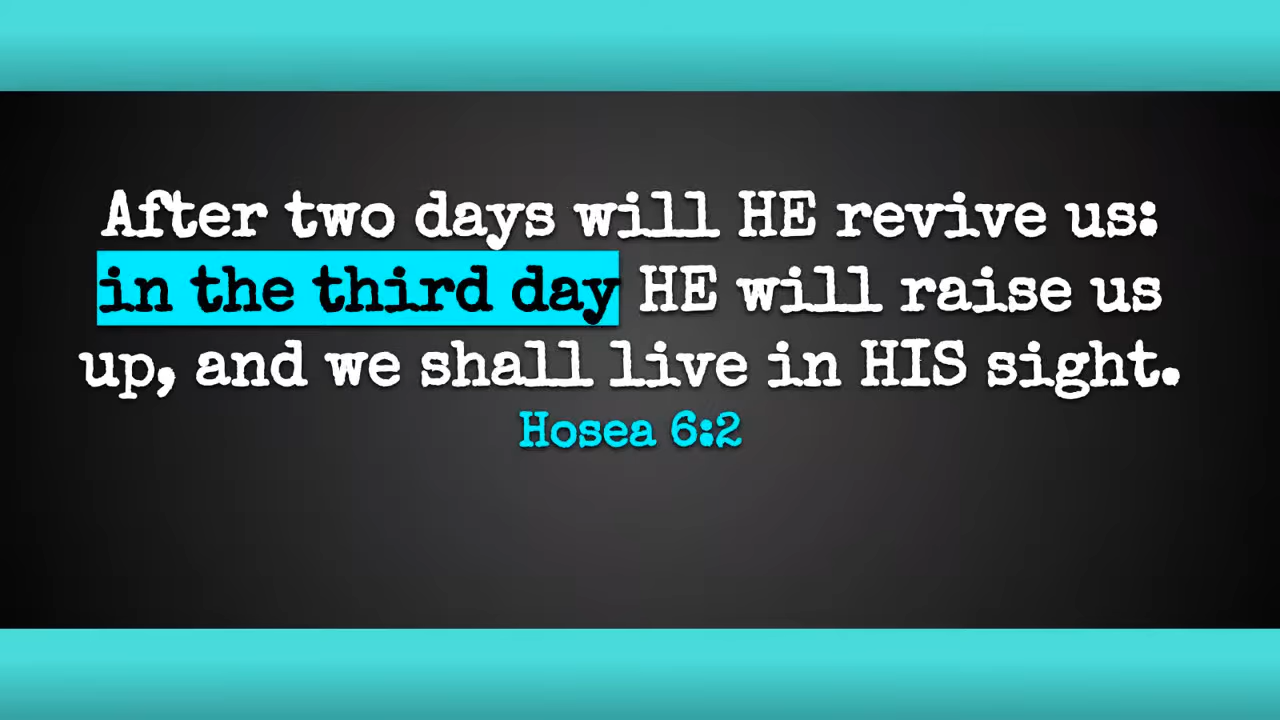 After two days will HE revive us:
in the third day HE will raise us
up, and we shall live in HIS sight.
Hosea 6:2